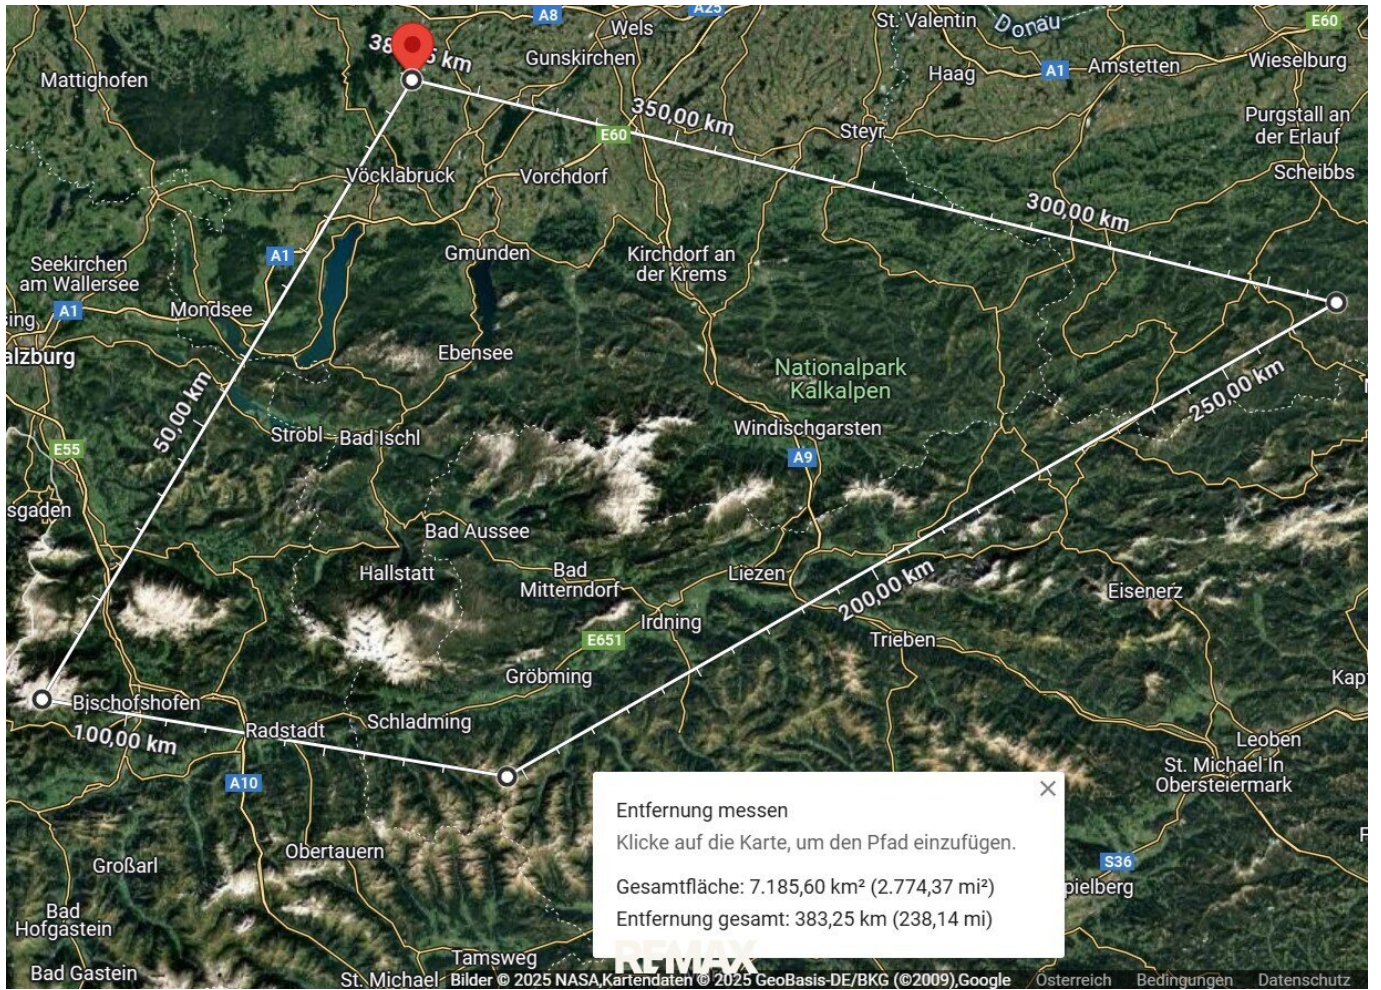 A8
A25
Wels
St. Valentin
Donau
E60
Gunskirchen
Mattighofen
Haag
A1
Amstetten
Wieselburg
350,00 km
E60
Steyr
Purgstall an
der Erlauf
Scheibbs
Vöcklabruck
Vorchdorf
300,00 km
A1
Gmunden
Kirchdorf an
der Krems
Seekirchen
am Wallersee
A1
Mondsee
alzburg
Ebensee
Nationalpark
Kalkalpen
50,00 km
250,00 km
Strobl
Bad Ischl
Windischgarsten
E55
A9
sgaden
Bad Aussee
Hallstatt
Bad
Mitterndorf
Liezen
200,00 km
Eisenerz
Irdning
E651
Trieben
Gröbming
Kap
Bischofshofen
100,00 km
Radstadt
Schladming
Leoben
St. Michael In
Obersteiermark
A10
Entfernung messen
Klicke auf die Karte, um den Pfad einzufügen.
Gesamtfläche: 7.185,60 km² (2.774,37 mi²)
Entfernung gesamt: 383,25 km (238,14 mi)
Großarl
Obertauern
S36
pielberg
Bad
Hofgastein
Bad Gastein
Tamsweg
St. Michael
REMAX
Bilder © 2025 NASA,Kartendaten © 2025 GeoBasis-DE/BKG (©2009),Google
Österreich
Bedingungen
Datenschutz